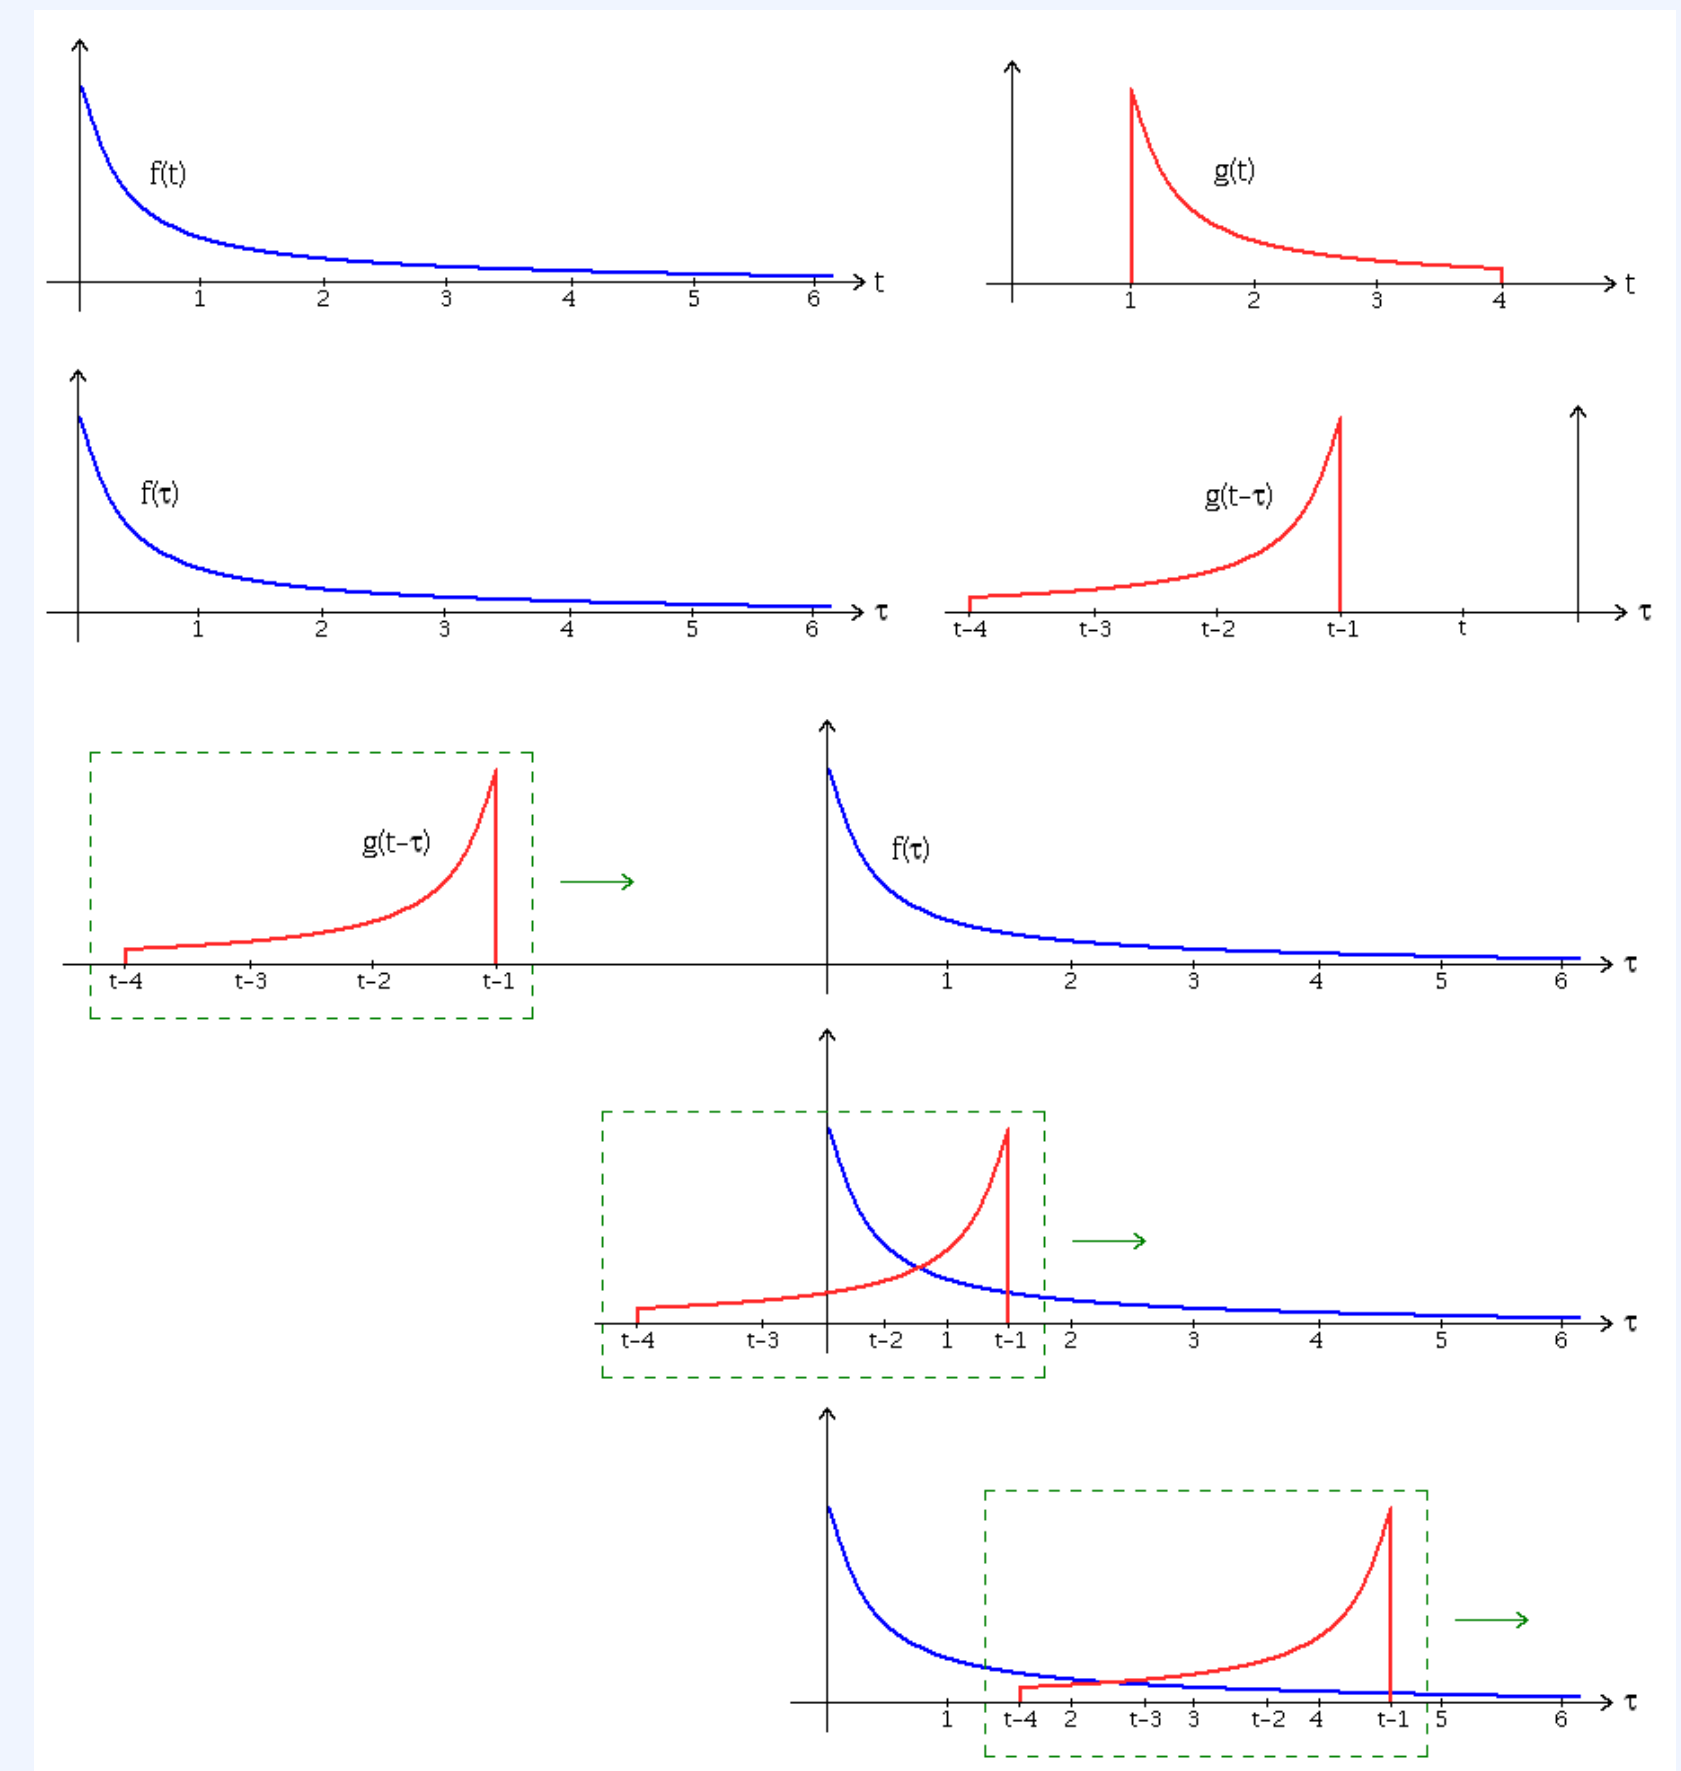 f(t)
g(t)
1 2 3 4 5 6 t
1 2 3 4 t
f(τ)
g(t-τ)
1 2 3 4 5 6 τ
t-4 t-3 t-2 t-1 t τ
g(t-τ)
f(τ)
t-4 t-3 t-2 t-1 1 2 3 4 5 6 τ
t-4 t-3 t-2 1 t-1 2 3 4 5 6 τ
1 t-4 2 t-3 3 t-2 4 t-1 5 6 τ